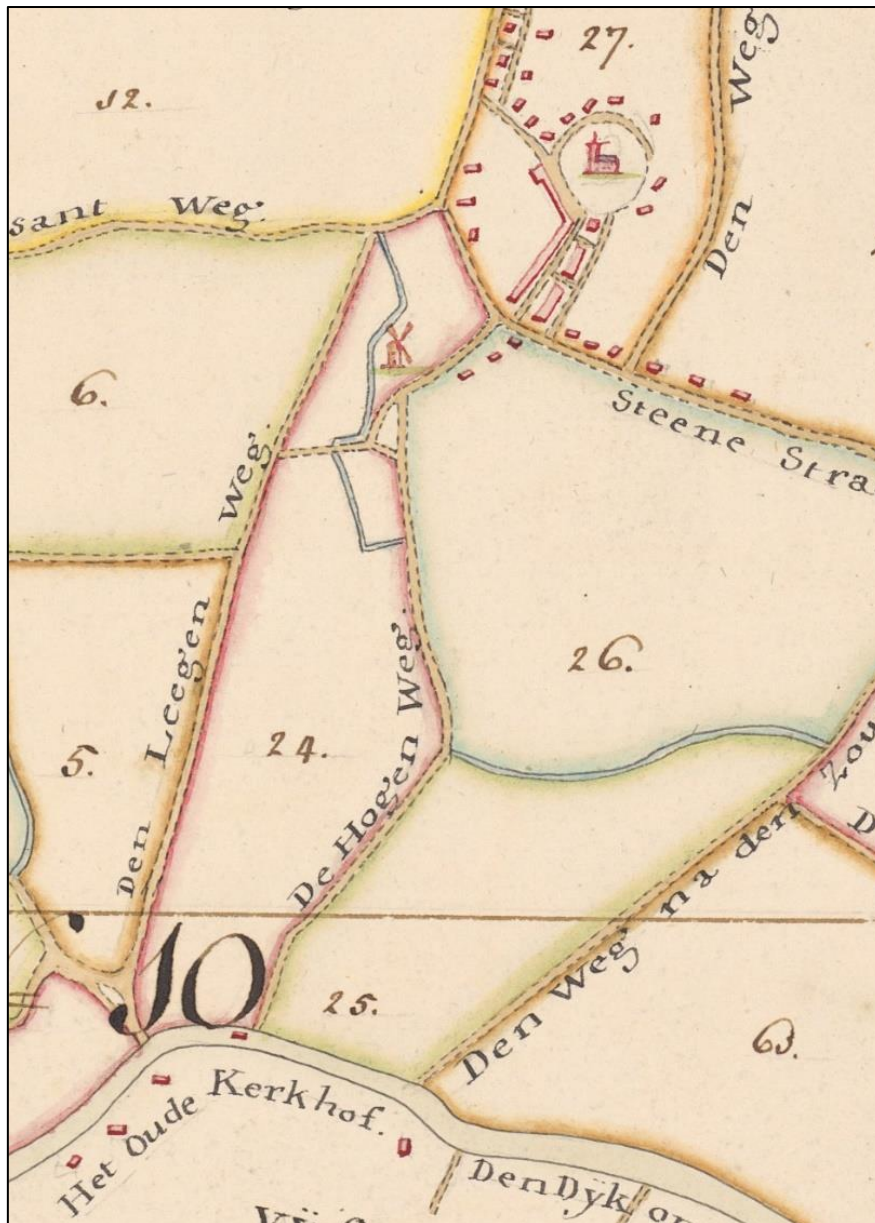 27.
Weg
Den
12.
sant Weg.
6.
Steene Stra
Weg.
Leegen
Den
5.
24.
De Hogen Weg.
26.
Den Weg na den Zou
D
10
25.
63.
Het Oude Kerkhof.
Den Dyk